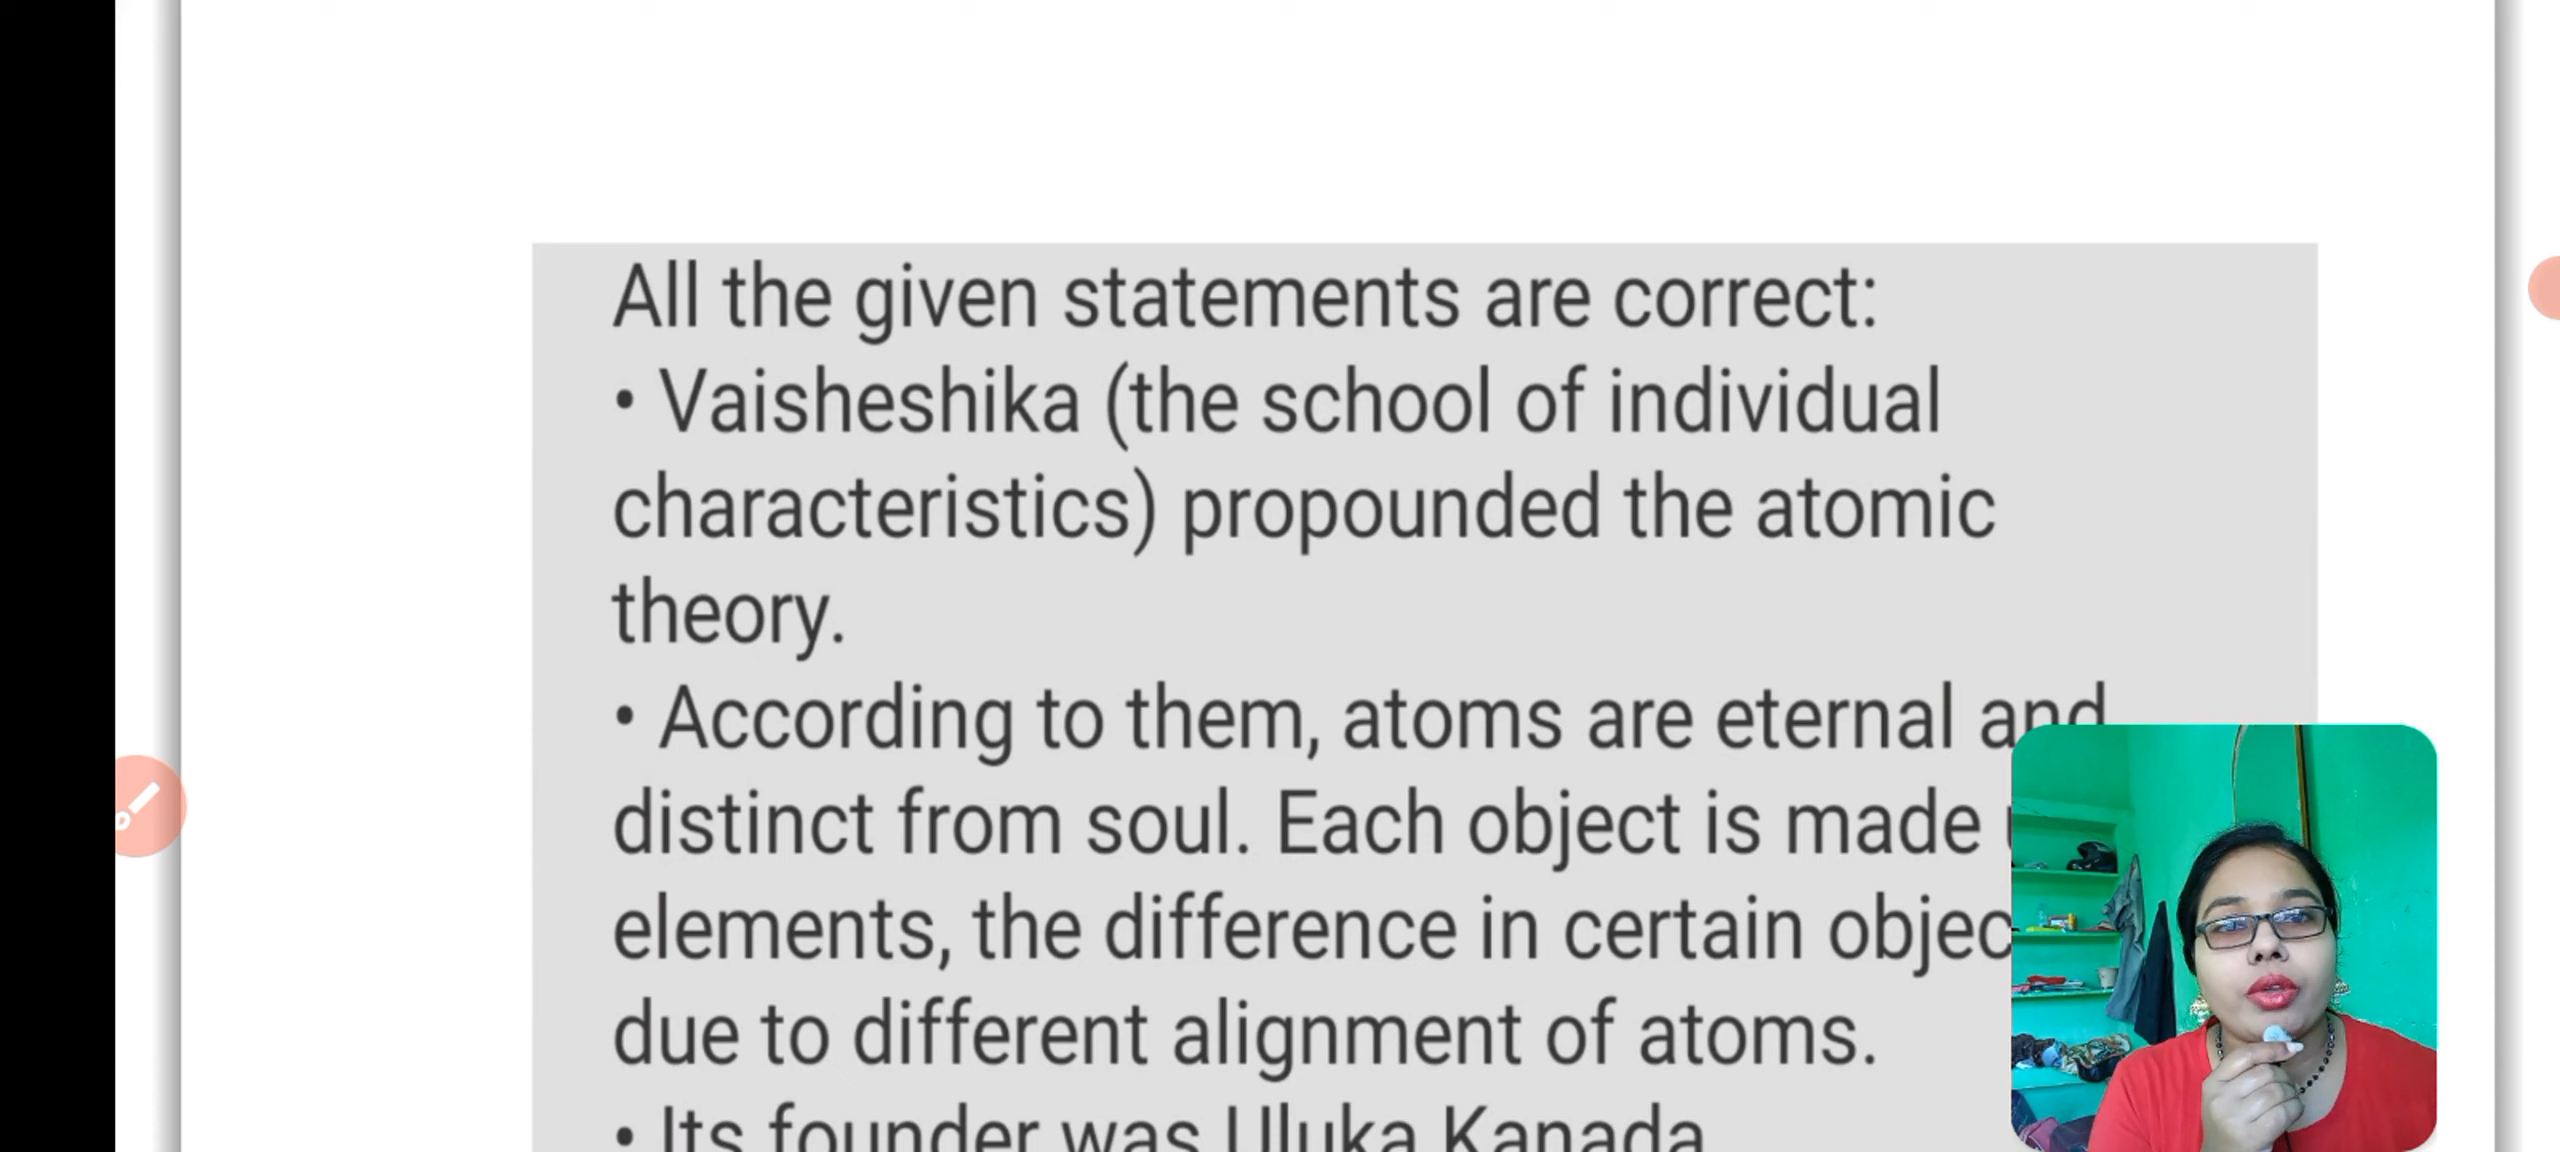 All the given statements are correct:
• Vaisheshika (the school of individual
characteristics) propounded the atomic
theory.
• According to them, atoms are eternal and
distinct from soul. Each object is made
elements, the difference in certain
due to different alignment of atoms.
• Its founder was Uluka Kanada